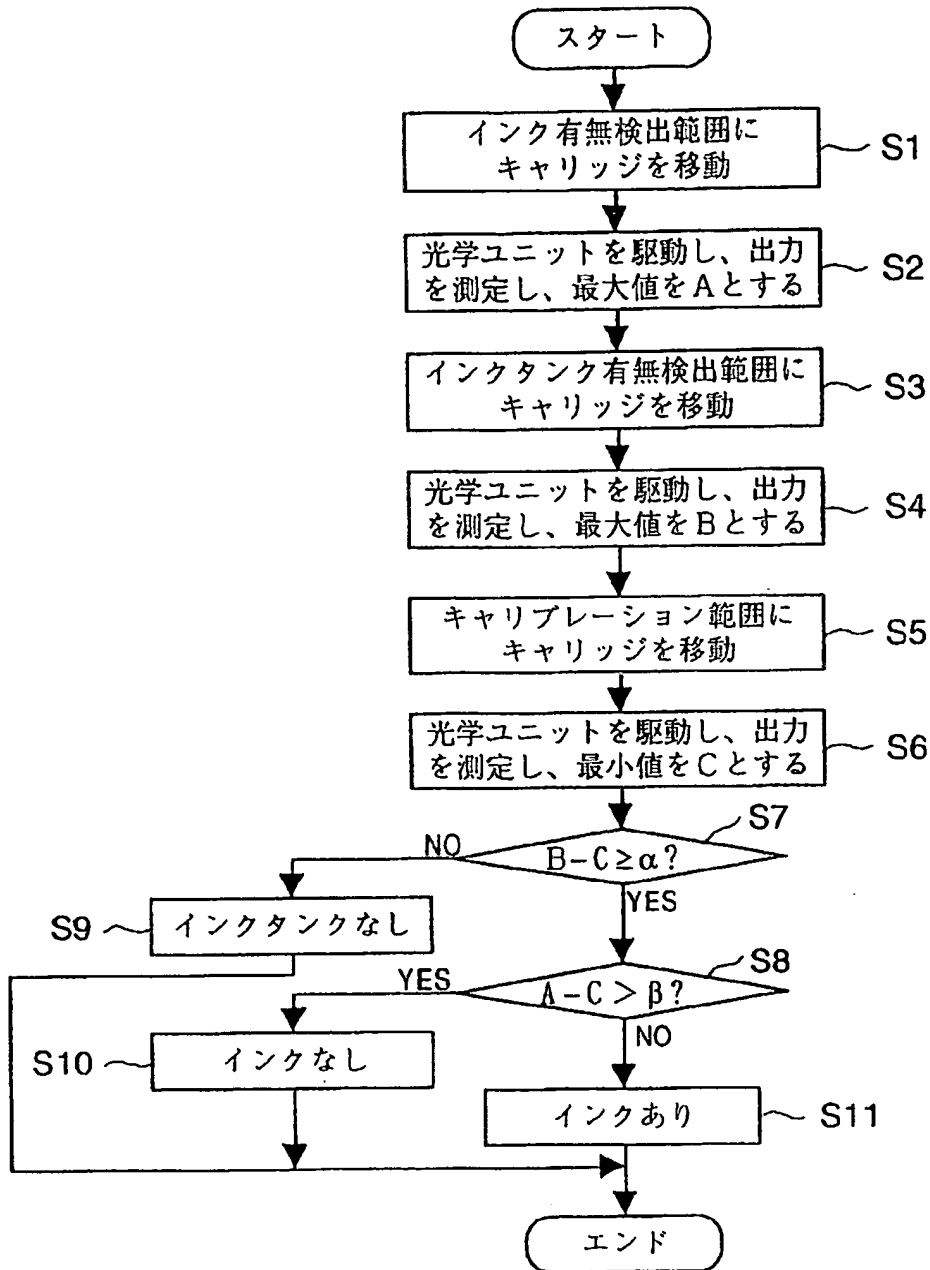 スタート
インク有無検出範囲に
キャリッジを移動
S1
光学ユニットを駆動し、出力
を測定し、最大値をAとする
S2
インクタンク有無検出範囲に
キャリッジを移動
S3
光学ユニットを駆動し、出力
を測定し、最大値をBとする
S4
キャリブレーション範囲に
キャリッジを移動
S5
光学ユニットを駆動し、出力
を測定し、最小値をCとする
S6
S7
B-C≥α?
NO
YES
S9
インクタンクなし
S8
A-C>β?
YES
NO
S10
インクなし
インクあり
S11
エンド